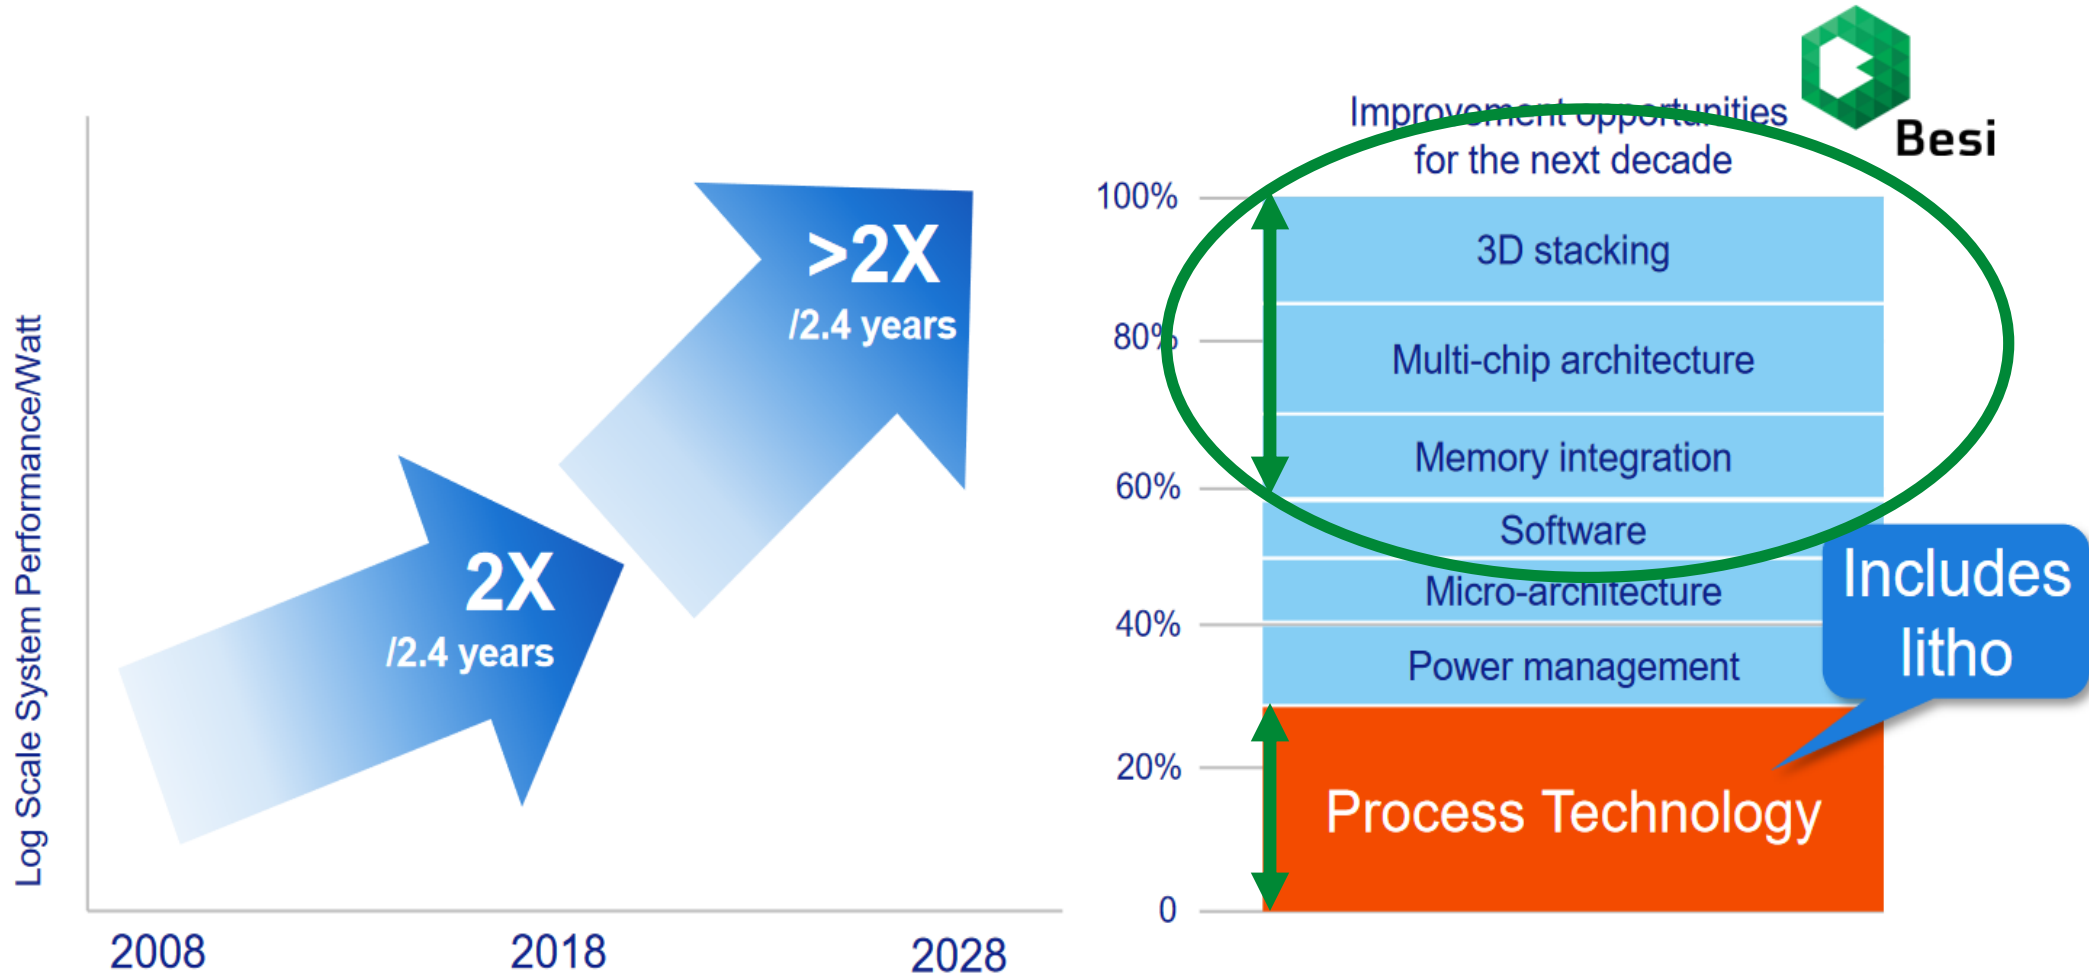 Log Scale System Performance/Watt
2X
/2.4 years
>2X
/2.4 years
2008
2018
2028
Besi
Improvement opportunities
for the next decade
100%
80%
60%
40%
20%
0
3D stacking
Multi-chip architecture
Memory integration
Software
Micro-architecture
Power management
Process Technology
Includes
litho